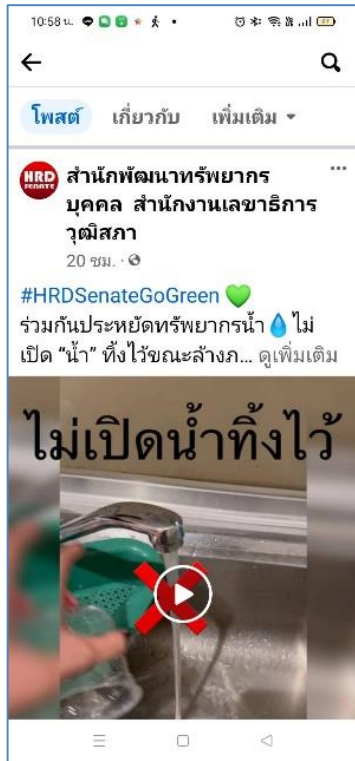 10:58 น.
โพสต์ เกี่ยวกับ เพิ่มเติม
HRD
SENATE
สำนักพัฒนาทรัพยากร
บุคคล สำนักงานเลขาธิการ
วุฒิสภา
20 ชม. ·
#HRDSenateGoGreen
ร่วมกันประหยัดทรัพยากรน้ำ ไม่
เปิด “น้ำ” ทิ้งไว้ขณะล้างภ... ดูเพิ่มเติม
ไม่เปิดน้ำทิ้งไว้